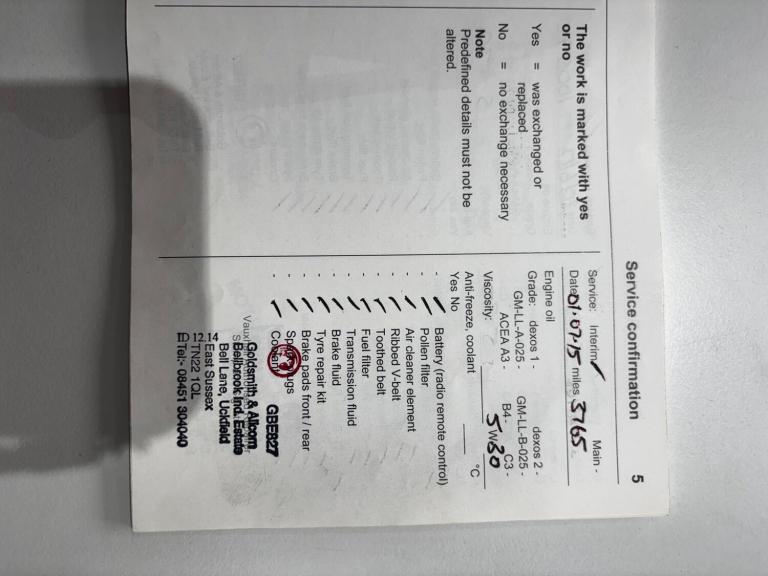 Service confirmation 5
The work is marked with yes
or no
Yes = was exchanged or
replaced
No = no exchange necessary
Note
Predefined details must not be
altered.
Service: Interim ✓ Main -
Date 01.07.15 miles 3765
Engine oil
Grade: dexos 1 - dexos 2 -
GM-LL-A-025 - GM-LL-B-025 -
ACEA A3 - B4 - C3 -
Viscosity: 5W30
Anti-freeze, coolant °C
Yes No
- Battery (radio remote control)
- Pollen filter
- Air cleaner element
- Ribbed V-belt
- Toothed belt
- Fuel filter
- Transmission fluid
- Brake fluid
- Tyre repair kit
- Brake pads front / rear
-
- GBE827
Goldsmith & Allcorn
Bellbrook Ind. Estate
Bell Lane, Uckfield
East Sussex
TN22 1QL
Tel:- 08451 304040
12, 14